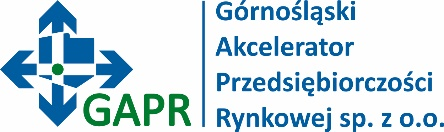 GAPR
Górnośląski
Akcelerator
Przedsiębiorczości
Rynkowej sp. z o.o.